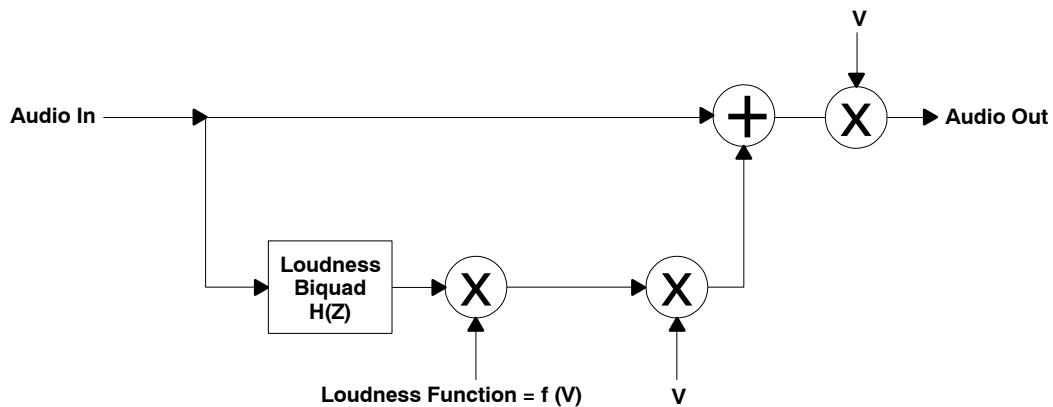 V
Audio In
+
X
Audio Out
Loudness
Biquad
H(Z)
X
X
Loudness Function = f (V)
V